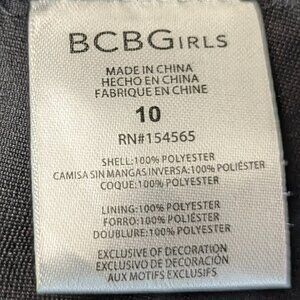 BCBGIRLS
MADE IN CHINA
HECHO EN CHINA
FABRIQUE EN CHINE
10
RN#154565
SHELL:100% POLYESTER
CAMISA SIN MANGAS INVERSA:100% POLIÉSTER
COQUE:100% POLYESTER
LINING:100% POLYESTER
FORRO:100% POLIÉSTER
DOUBLURE:100% POLYESTER
EXCLUSIVE OF DECORATION
EXCLUSIVO DE DECORACIÓN
AUX MOTIFS EXCLUSIFS